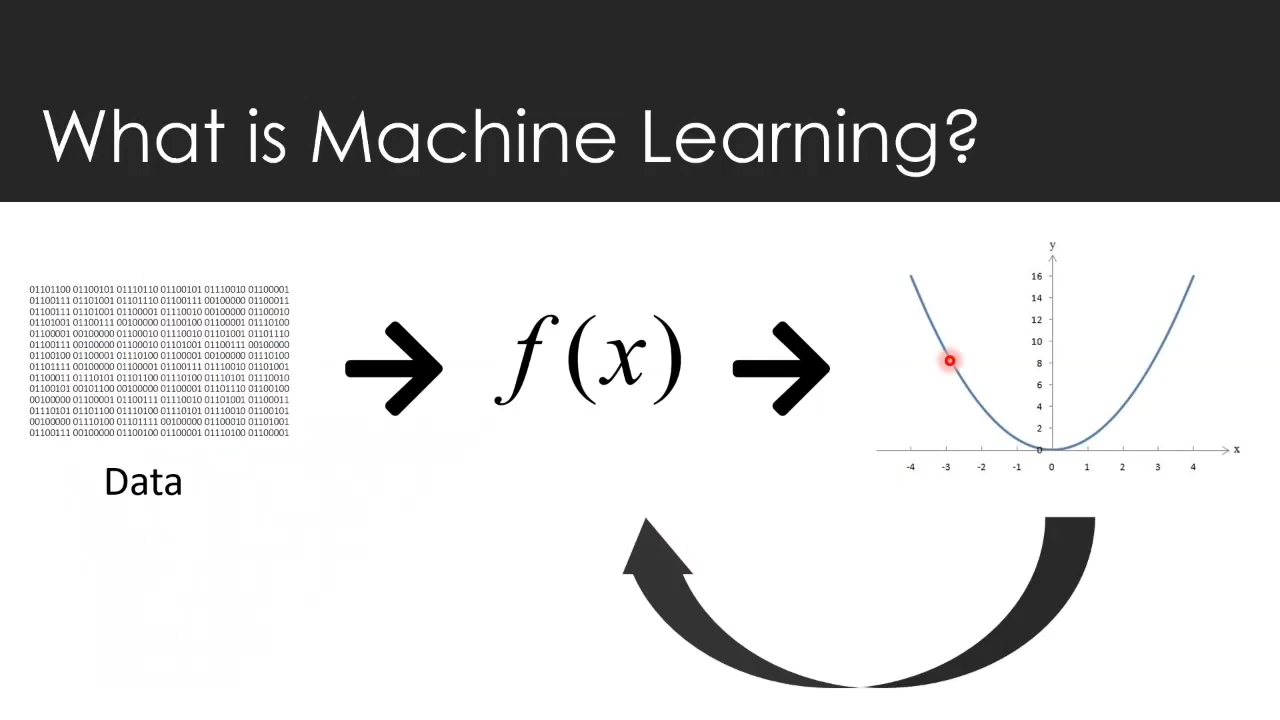 What is Machine Learning?
01101100 01100101 01110110 01100101 01110010 01100001
01100111 01101001 01101110 01100111 00100000 01100011
01100111 01101001 01100001 01110010 00100000 01100010
01101001 01100111 00100000 01100100 01100001 01110100
01100001 00100000 01100010 01110010 01101001 01101110
01100111 00100000 01100010 01101001 01100111 00100000
01100100 01100001 01110100 01100001 00100000 01110100
01101111 00100000 01100001 01100111 01110010 01101001
01100011 01110101 01101100 01110100 01110101 01110010
01100101 00101100 00100000 01100001 01101110 01100100
00100000 01100001 01100111 01110010 01101001 01100011
01110101 01101100 01110100 01110101 01110010 01100101
00100000 01110100 01101111 00100000 01100010 01101001
01100111 00100000 01100100 01100001 01110100 01100001
Data
f(x)
y
16
14
12
10
8
6
4
2
0
x
-4 -3 -2 -1 0 1 2 3 4